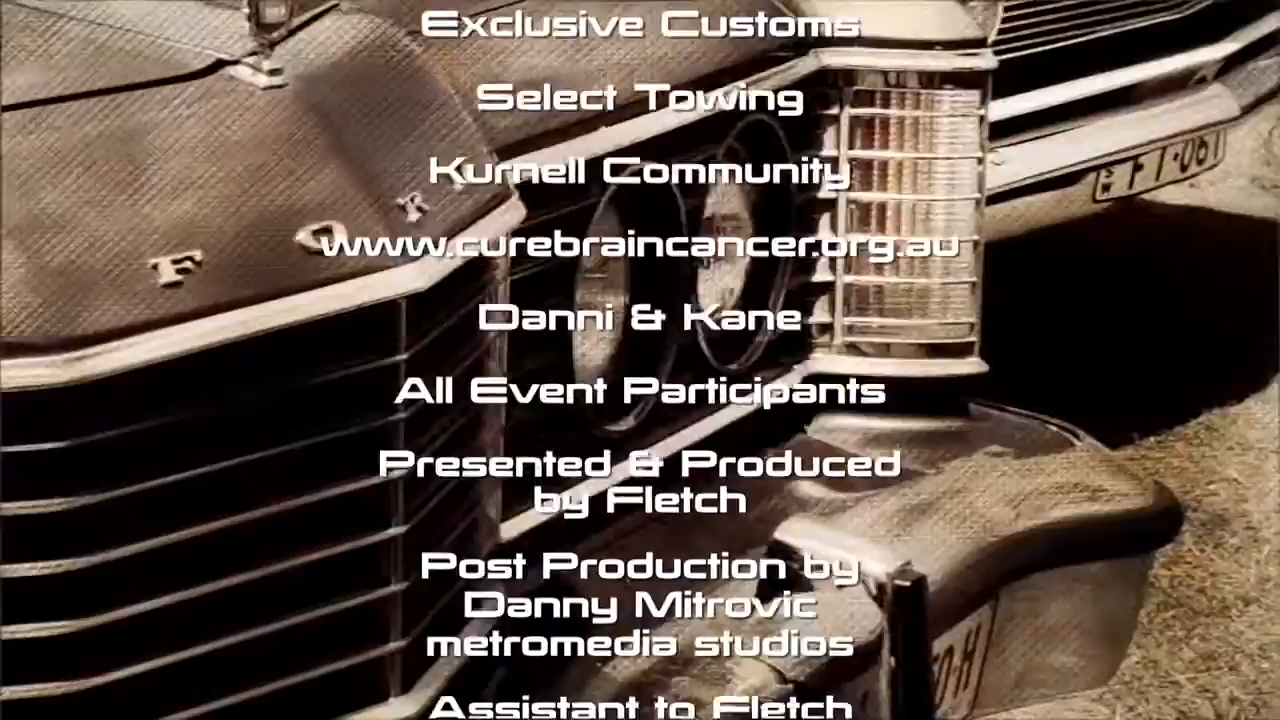 Exclusive Customs
Select Towing
Kurnell Community
www.curebraincancer.org.au
Danni & Kane
All Event Participants
Presented & Produced
by Fletch
Post Production by
Danny Mitrovic
metromedia studios
Assistant to Fletch
F O R